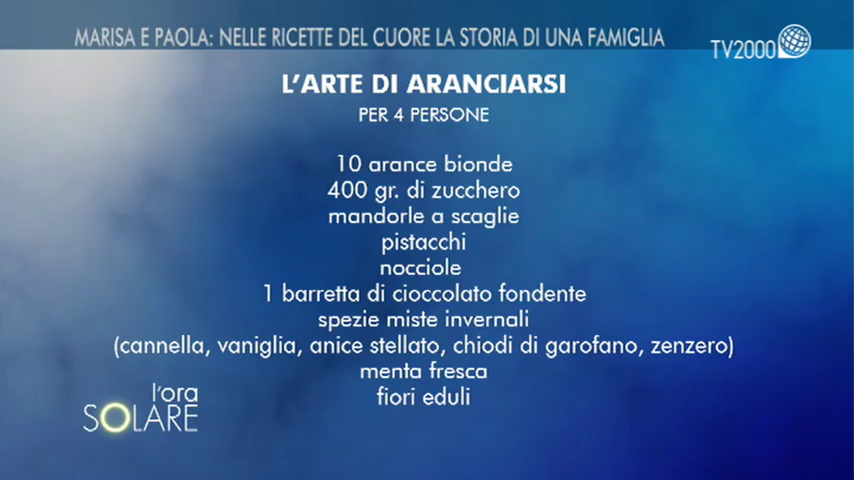 MARISA E PAOLA: NELLE RICETTE DEL CUORE LA STORIA DI UNA FAMIGLIA
TV2000
L'ARTE DI ARANCIARSI
PER 4 PERSONE
10 arance bionde
400 gr. di zucchero
mandorle a scaglie
pistacchi
nocciole
1 barretta di cioccolato fondente
spezie miste invernali
(cannella, vaniglia, anice stellato, chiodi di garofano, zenzero)
menta fresca
fiori eduli
l'ora
SOLARE